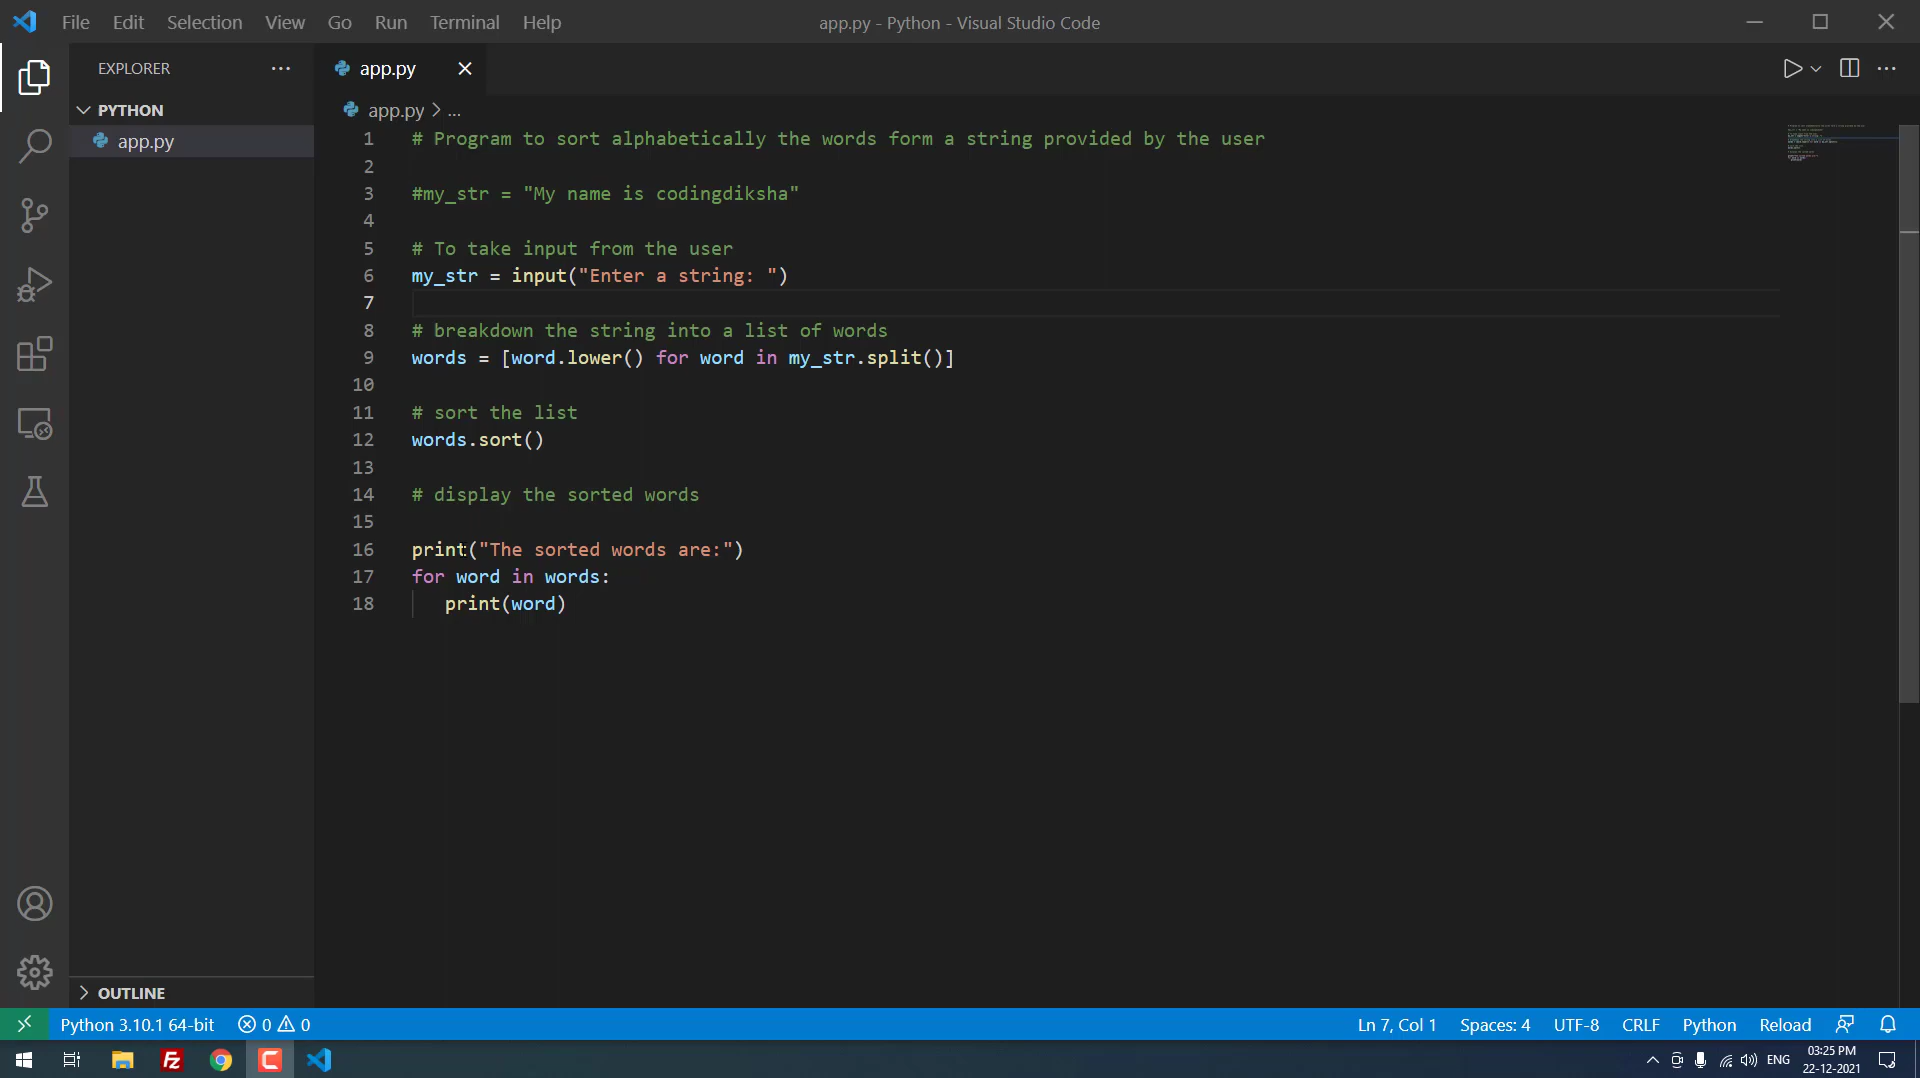 File Edit Selection View Go Run Terminal Help
app.py - Python - Visual Studio Code
EXPLORER
PYTHON
app.py
OUTLINE
app.py
app.py > ...
1 # Program to sort alphabetically the words form a string provided by the user
2
3 #my_str = "My name is codingdiksha"
4
5 # To take input from the user
6 my_str = input("Enter a string: ")
7
8 # breakdown the string into a list of words
9 words = [word.lower() for word in my_str.split()]
10
11 # sort the list
12 words.sort()
13
14 # display the sorted words
15
16 print("The sorted words are:")
17 for word in words:
18 print(word)
Python 3.10.1 64-bit 0 0 Ln 7, Col 1 Spaces: 4 UTF-8 CRLF Python Reload
Fz C ENG 03:25 PM
22-12-2021